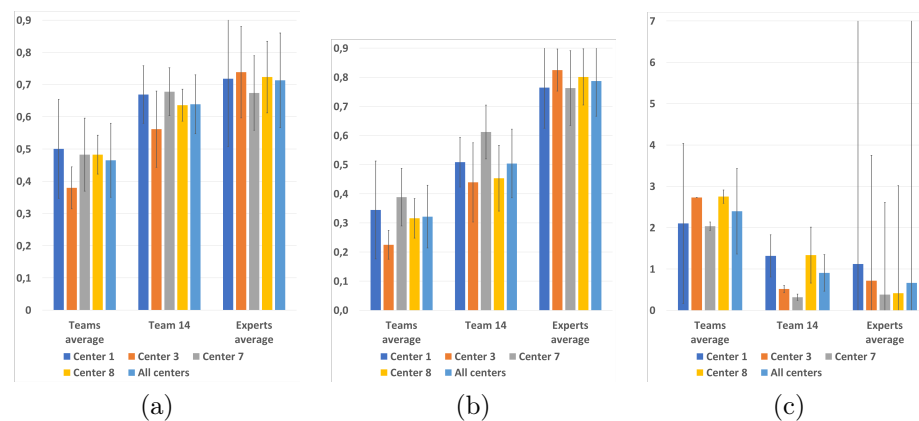 0,9
0,8
0,7
0,6
0,5
0,4
0,3
0,2
0,1
0
Teams average
Team 14
Experts average
Center 1 Center 3 Center 7
Center 8 All centers
(a)
0,9
0,8
0,7
0,6
0,5
0,4
0,3
0,2
0,1
0,0
Teams average
Team 14
Experts average
Center 1 Center 3 Center 7
Center 8 All centers
(b)
7
6
5
4
3
2
1
0
Teams average
Team 14
Experts average
Center 1 Center 3 Center 7
Center 8 All centers
(c)